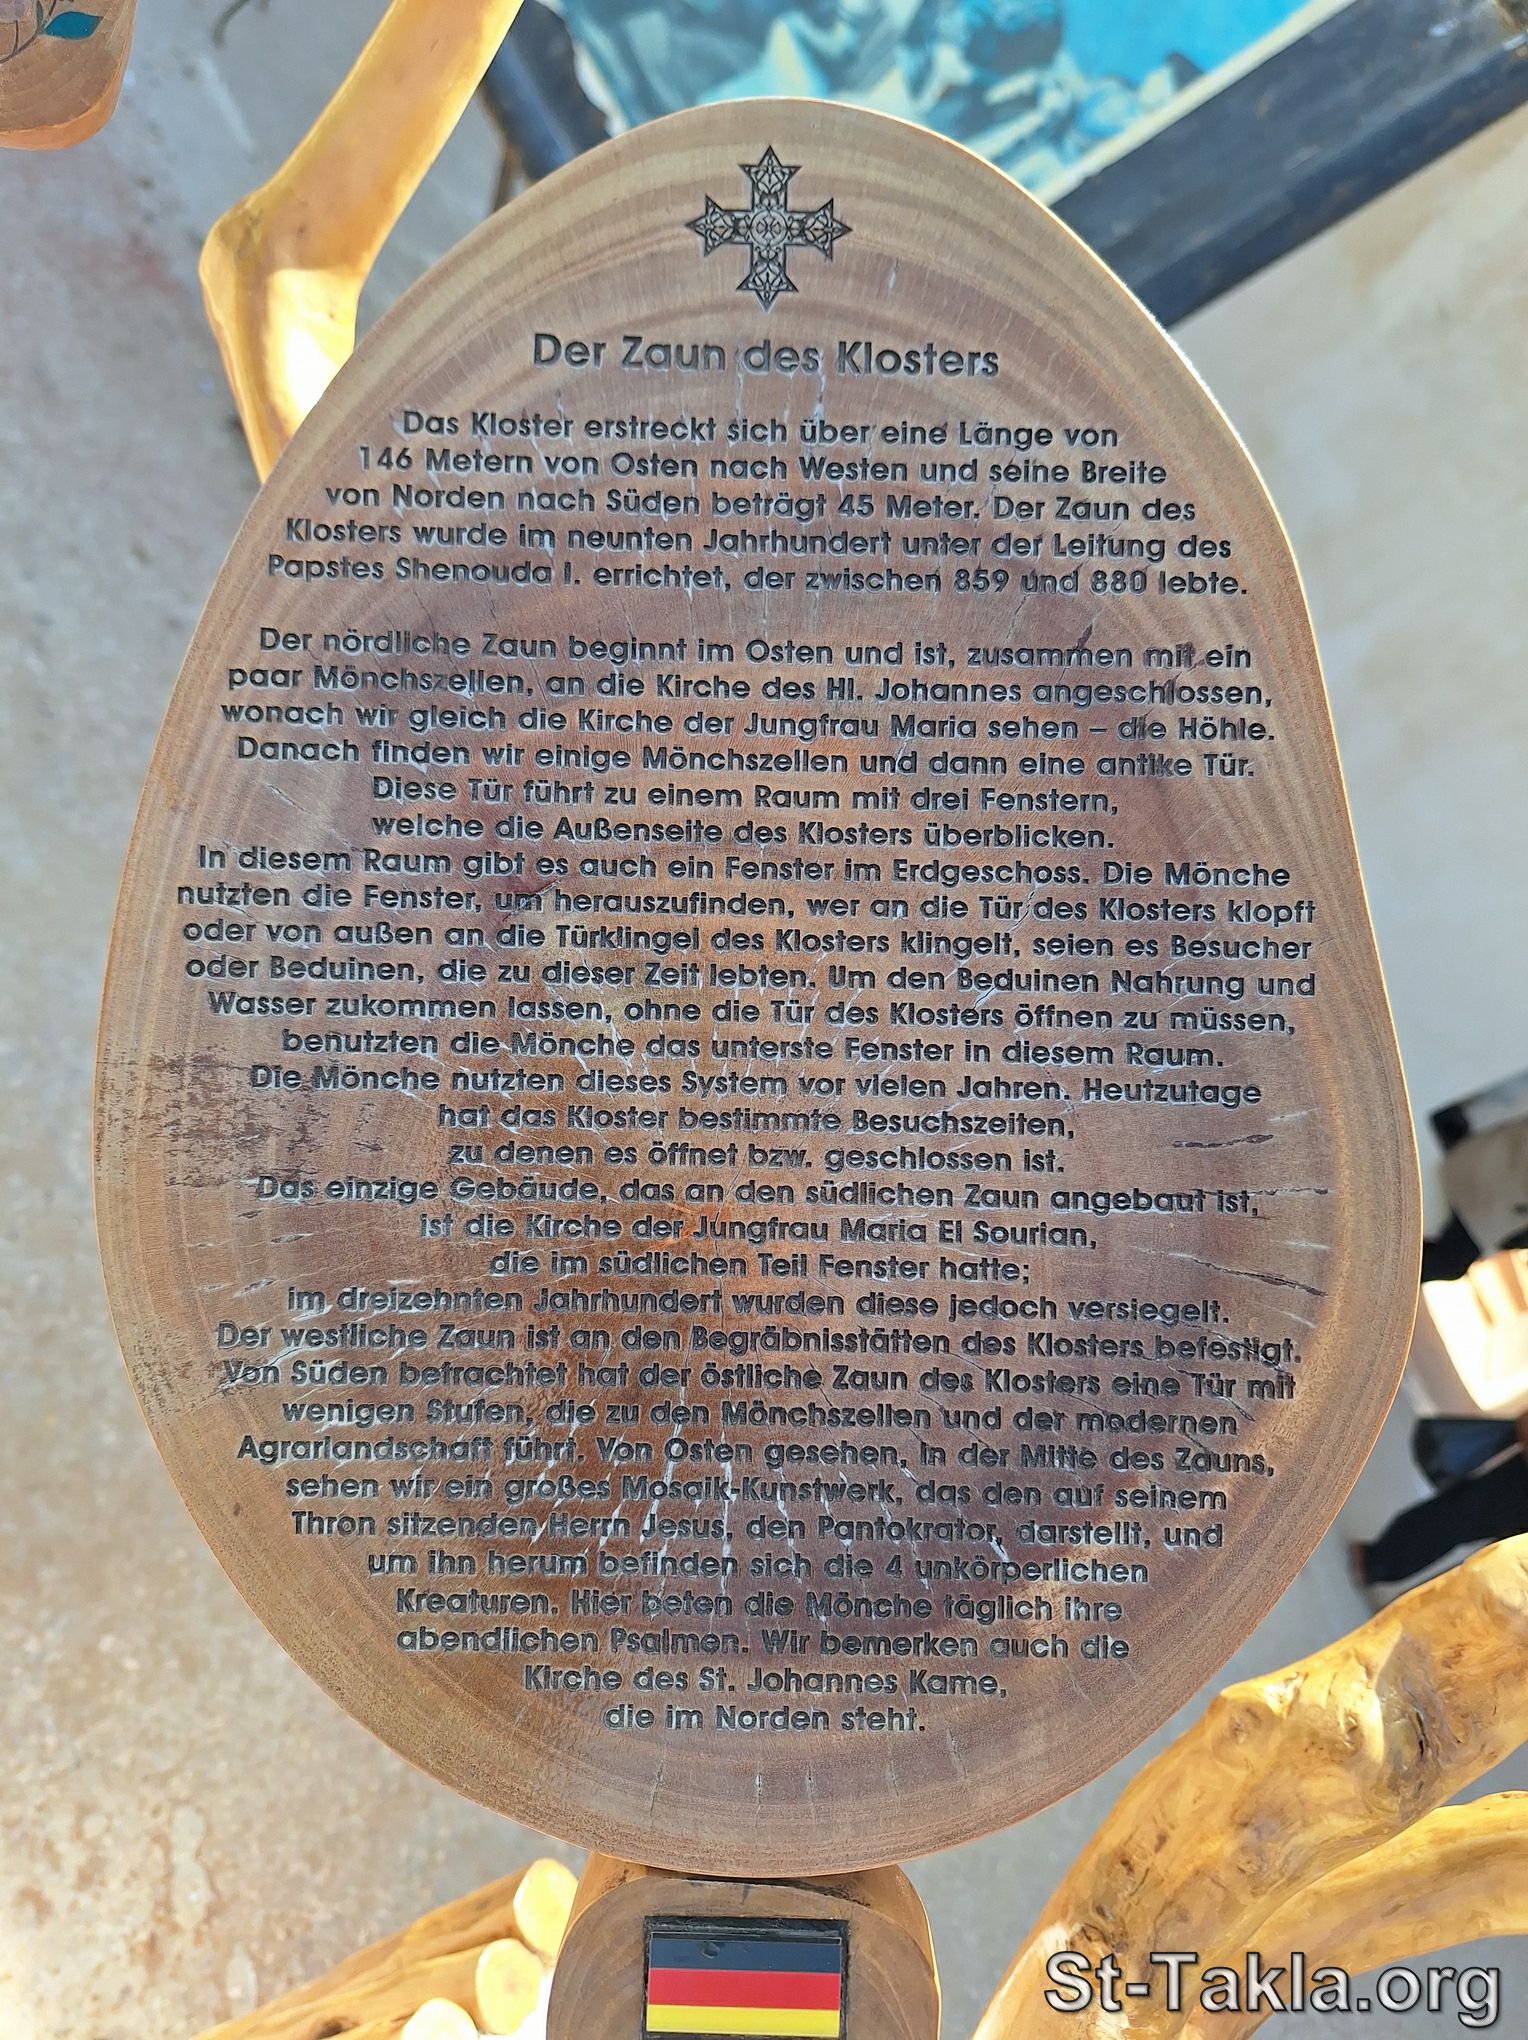 Der Zaun des Klosters
Das Kloster erstreckt sich über eine Länge von
146 Metern von Osten nach Westen und seine Breite
von Norden nach Süden beträgt 45 Meter. Der Zaun des
Klosters wurde im neunten Jahrhundert unter der Leitung des
Papstes Shenouda I. errichtet, der zwischen 859 und 880 lebte.
Der nördliche Zaun beginnt im Osten und ist, zusammen mit ein
paar Mönchszellen, an die Kirche des Hl. Johannes angeschlossen,
wonach wir gleich die Kirche der Jungfrau Maria sehen – die Höhle.
Danach finden wir einige Mönchszellen und dann eine antike Tür.
Diese Tür führt zu einem Raum mit drei Fenstern,
welche die Außenseite des Klosters überblicken.
In diesem Raum gibt es auch ein Fenster im Erdgeschoss. Die Mönche
nutzten die Fenster, um herauszufinden, wer an die Tür des Klosters klopft
oder von außen an die Türklingel des Klosters klingelt, seien es Besucher
oder Beduinen, die zu dieser Zeit lebten. Um den Beduinen Nahrung und
Wasser zukommen lassen, ohne die Tür des Klosters öffnen zu müssen,
benutzten die Mönche das unterste Fenster in diesem Raum.
Die Mönche nutzten dieses System vor vielen Jahren. Heutzutage
hat das Kloster bestimmte Besuchszeiten,
zu denen es öffnet bzw. geschlossen ist.
Das einzige Gebäude, das an den südlichen Zaun angebaut ist,
ist die Kirche der Jungfrau Maria El Sourian,
die im südlichen Teil Fenster hatte;
im dreizehnten Jahrhundert wurden diese jedoch versiegelt.
Der westliche Zaun ist an den Begräbnisstätten des Klosters befestigt.
Von Süden betrachtet hat der östliche Zaun des Klosters eine Tür mit
wenigen Stufen, die zu den Mönchszellen und der modernen
Agrarlandschaft führt. Von Osten gesehen, in der Mitte des Zauns,
sehen wir ein großes Mosaik-Kunstwerk, das den auf seinem
Thron sitzenden Herrn Jesus, den Pantokrator, darstellt, und
um ihn herum befinden sich die 4 unkörperlichen
Kreaturen. Hier beten die Mönche täglich ihre
abendlichen Psalmen. Wir bemerken auch die
Kirche des St. Johannes Kame,
die im Norden steht.
St-Takla.org